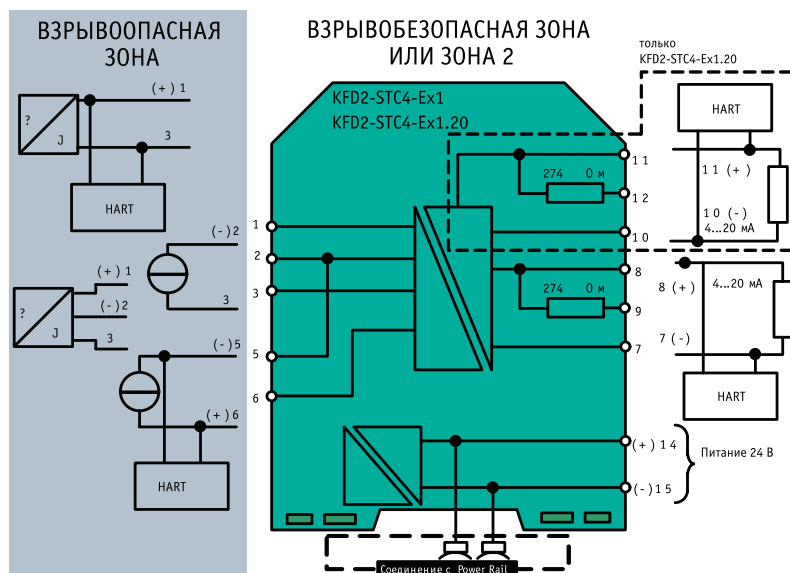 ВЗРЫВООПАСНАЯ
ЗОНА
ВЗРЫВОБЕЗОПАСНАЯ ЗОНА
ИЛИ ЗОНА 2
только
KFD2-STC4-Ex1.20
KFD2-STC4-Ex1
KFD2-STC4-Ex1.20
(+) 1
?
J
3
HART
(-) 2
3
(+) 1
(-) 2
3
?
J
(-) 5
(+) 6
HART
1
2
3
5
6
274 0 м
274 0 м
11
12
10
8
9
7
HART
11 (+)
10 (-)
4...20 мА
8 (+)
4...20 мА
7 (-)
HART
(+) 14
(-) 15
Питание 24 В
Соединение с Power Rail